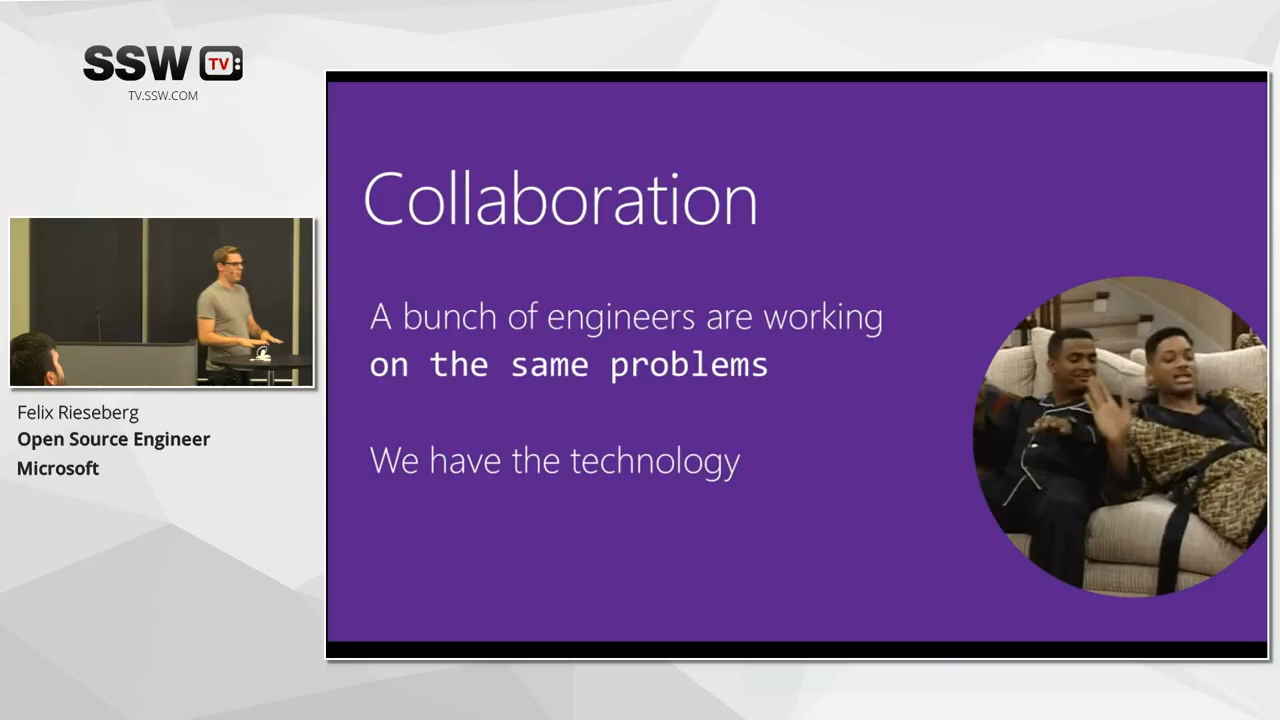 SSW TV
TV.SSW.COM
Collaboration
A bunch of engineers are working
on the same problems
We have the technology
Felix Rieseberg
Open Source Engineer
Microsoft